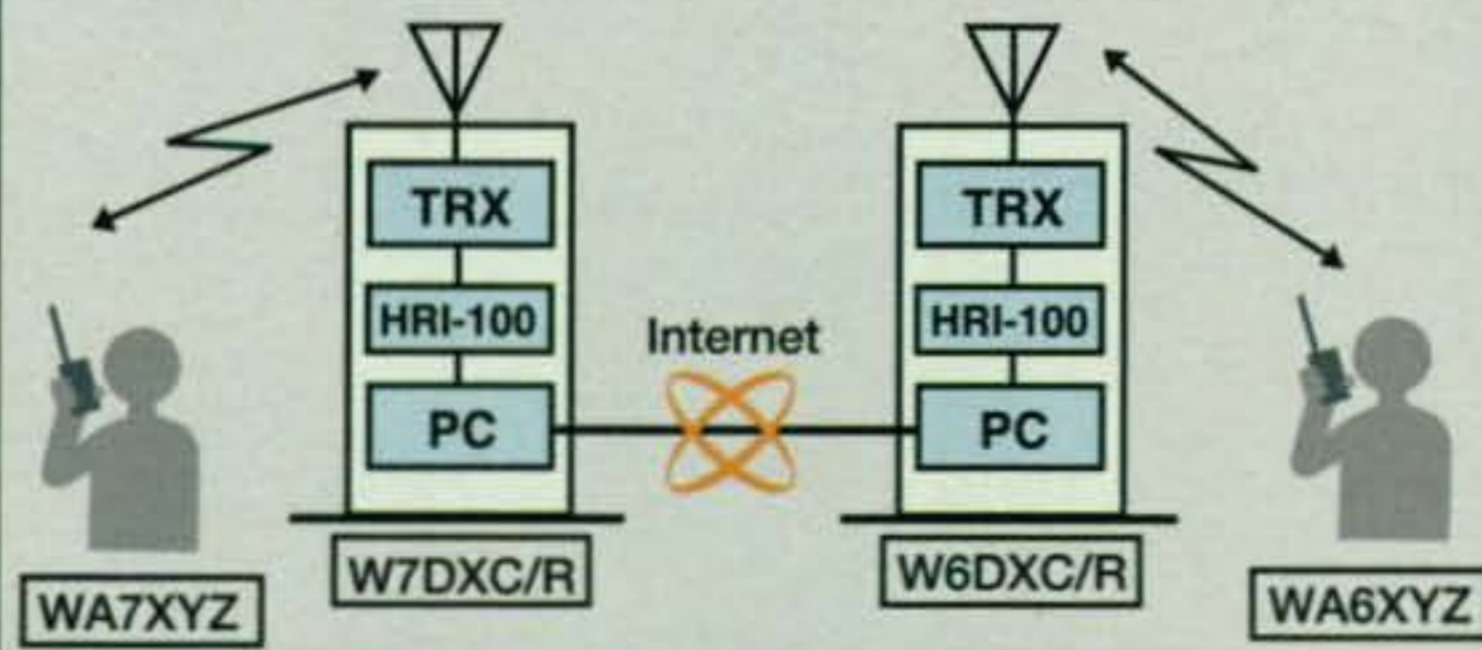 TRX
TRX
HRI-100
HRI-100
Internet
PC
PC
W7DXC/R
W6DXC/R
WA7XYZ
WA6XYZ